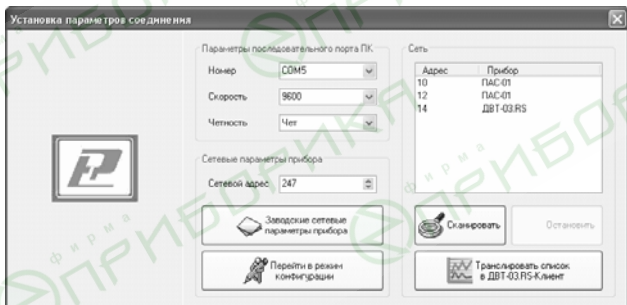 Установка параметров соединения
Параметры последовательного порта ПК
Номер COM5
Скорость 9600
Четность Чет
Сетевые параметры прибора
Сетевой адрес 247
Заводские сетевые
параметры прибора
Перейти в режим
конфигурации
Сеть
Адрес Прибор
10 ПАС-01
12 ПАС-01
14 ДВТ-03.RS
Сканировать Остановить
Транслировать список
в ДВТ-03.RS-Клиент
фирма
ПРИБОРИКА